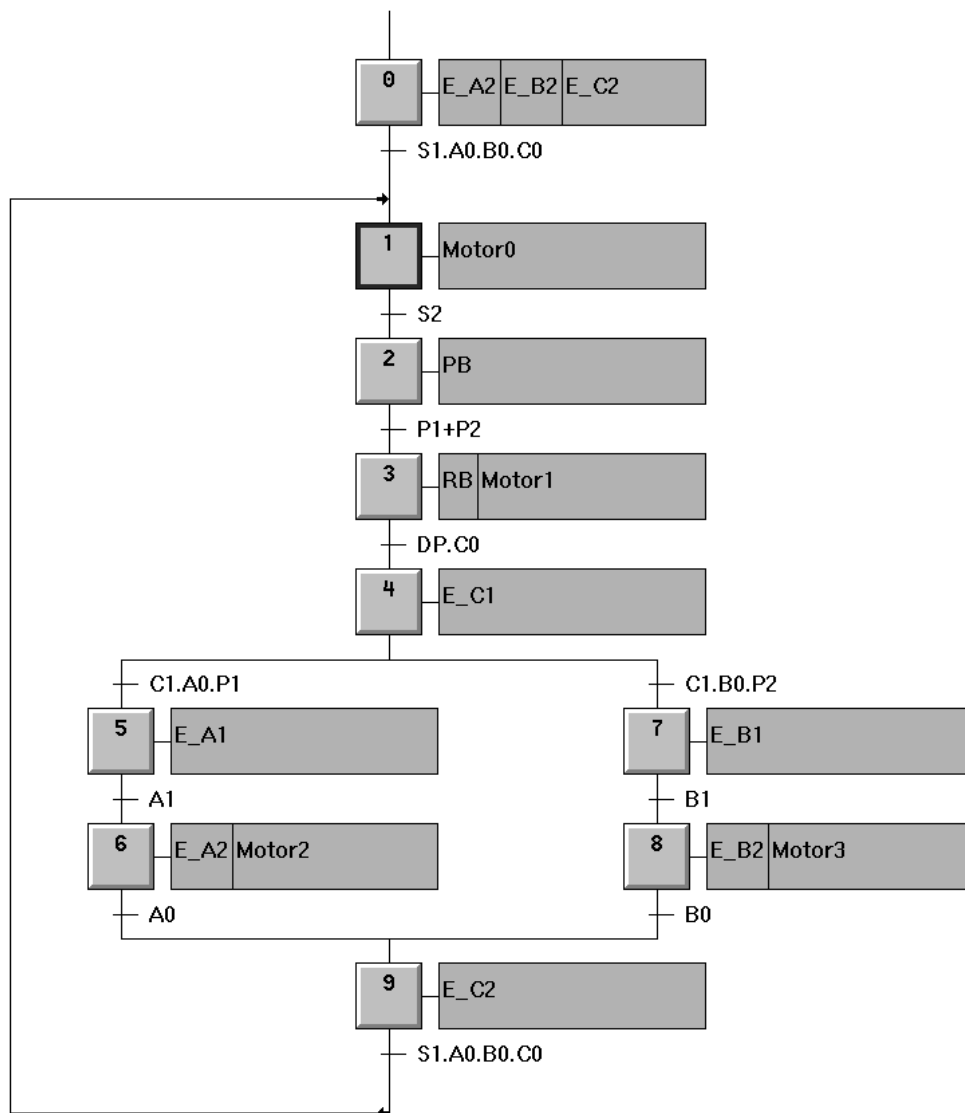 0 E_A2 E_B2 E_C2
S1.A0.B0.C0
1 Motor0
S2
2 PB
P1+P2
3 RB Motor1
DP.C0
4 E_C1
C1.A0.P1 C1.B0.P2
5 E_A1 7 E_B1
A1 B1
6 E_A2 Motor2 8 E_B2 Motor3
A0 B0
9 E_C2
S1.A0.B0.C0